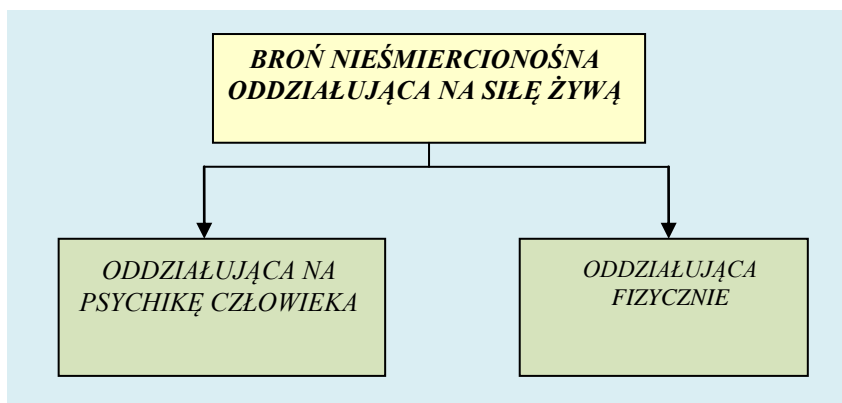 BROŃ NIEŚMIERCIONOŚNA
ODDZIAŁUJĄCA NA SIŁĘ ŻYWĄ
ODDZIAŁUJĄCA NA
PSYCHIKĘ CZŁOWIEKA
ODDZIAŁUJĄCA
FIZYCZNIE